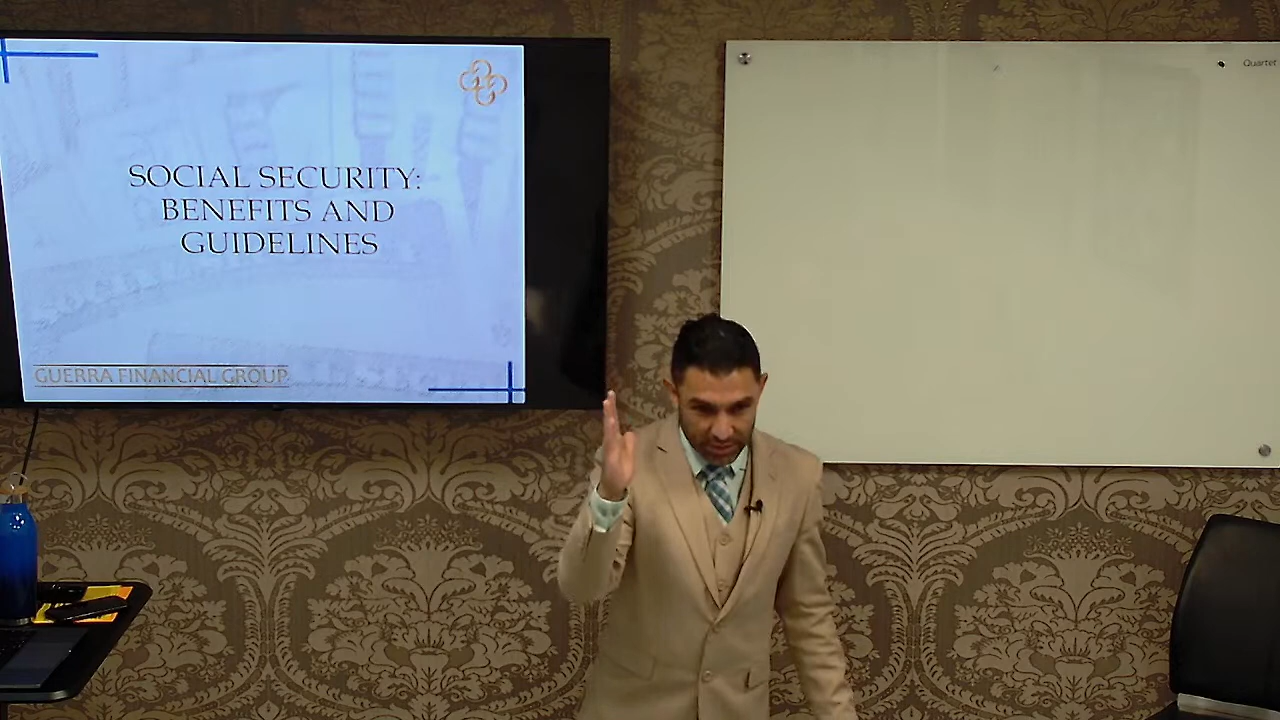 SOCIAL SECURITY:
BENEFITS AND
GUIDELINES
GUERRA FINANCIAL GROUP
Quartet